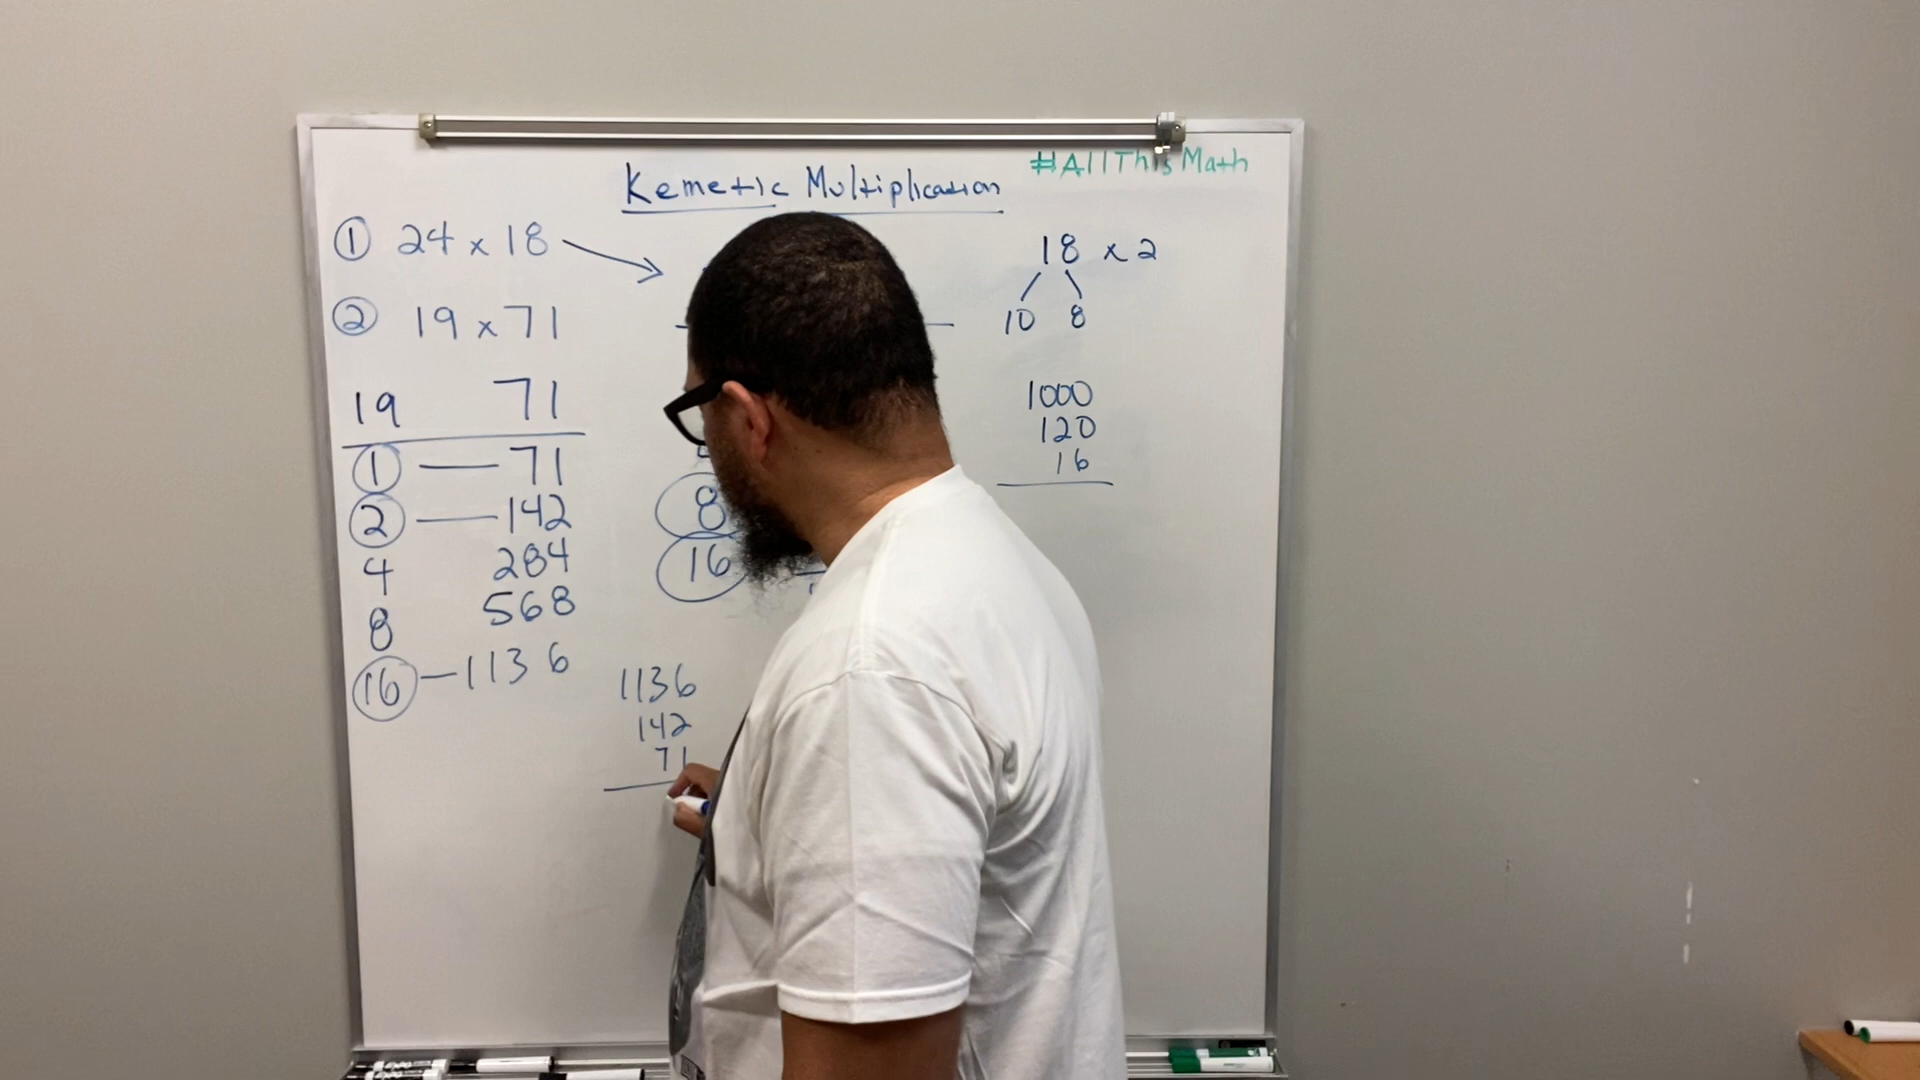 Kemetic Multiplication
#AllThisMath
① 24 x 18
② 19 x 71
19 71
1 — 71
2 — 142
4 284
8 568
16 — 1136
8
16
1136
142
71
18 x 2
10 8
1000
120
16